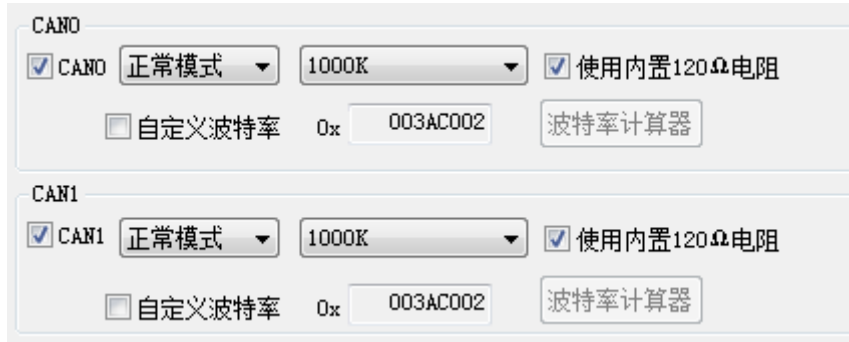 CAN0
CAN0 正常模式 1000K 使用内置120Ω电阻
自定义波特率 0x 003AC002 波特率计算器
CAN1
CAN1 正常模式 1000K 使用内置120Ω电阻
自定义波特率 0x 003AC002 波特率计算器